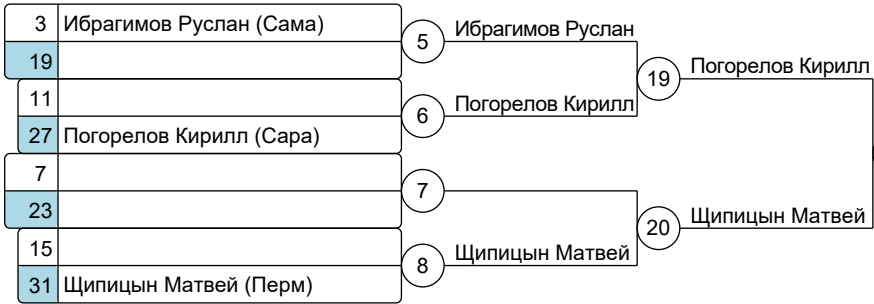 3 Ибрагимов Руслан (Сама)
19
5
Ибрагимов Руслан
11
27 Погорелов Кирилл (Сара)
6
Погорелов Кирилл
19
Погорелов Кирилл
7
23
7
15
31 Щипицын Матвей (Перм)
8
Щипицын Матвей
20
Щипицын Матвей